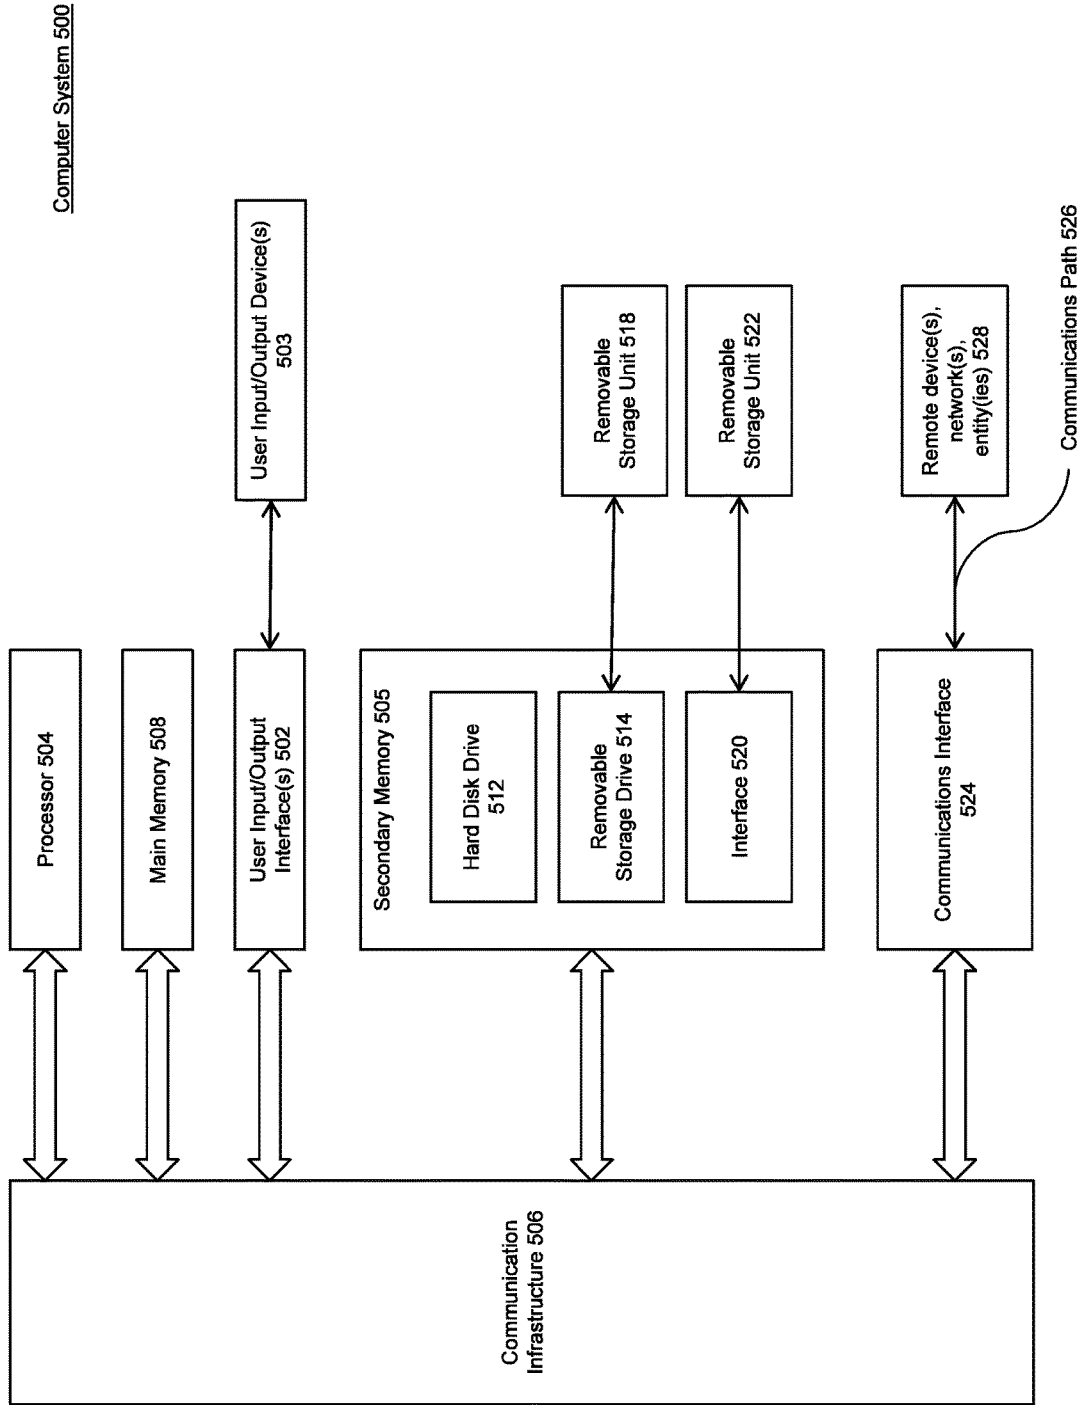 Computer System 500
Processor 504
Main Memory 508
User Input/Output
Interface(s) 502
User Input/Output Device(s)
503
Secondary Memory 505
Hard Disk Drive
512
Removable
Storage Drive 514
Removable
Storage Unit 518
Interface 520
Removable
Storage Unit 522
Communications Interface
524
Remote device(s),
network(s),
entity(ies) 528
Communications Path 526
Communication
Infrastructure 506